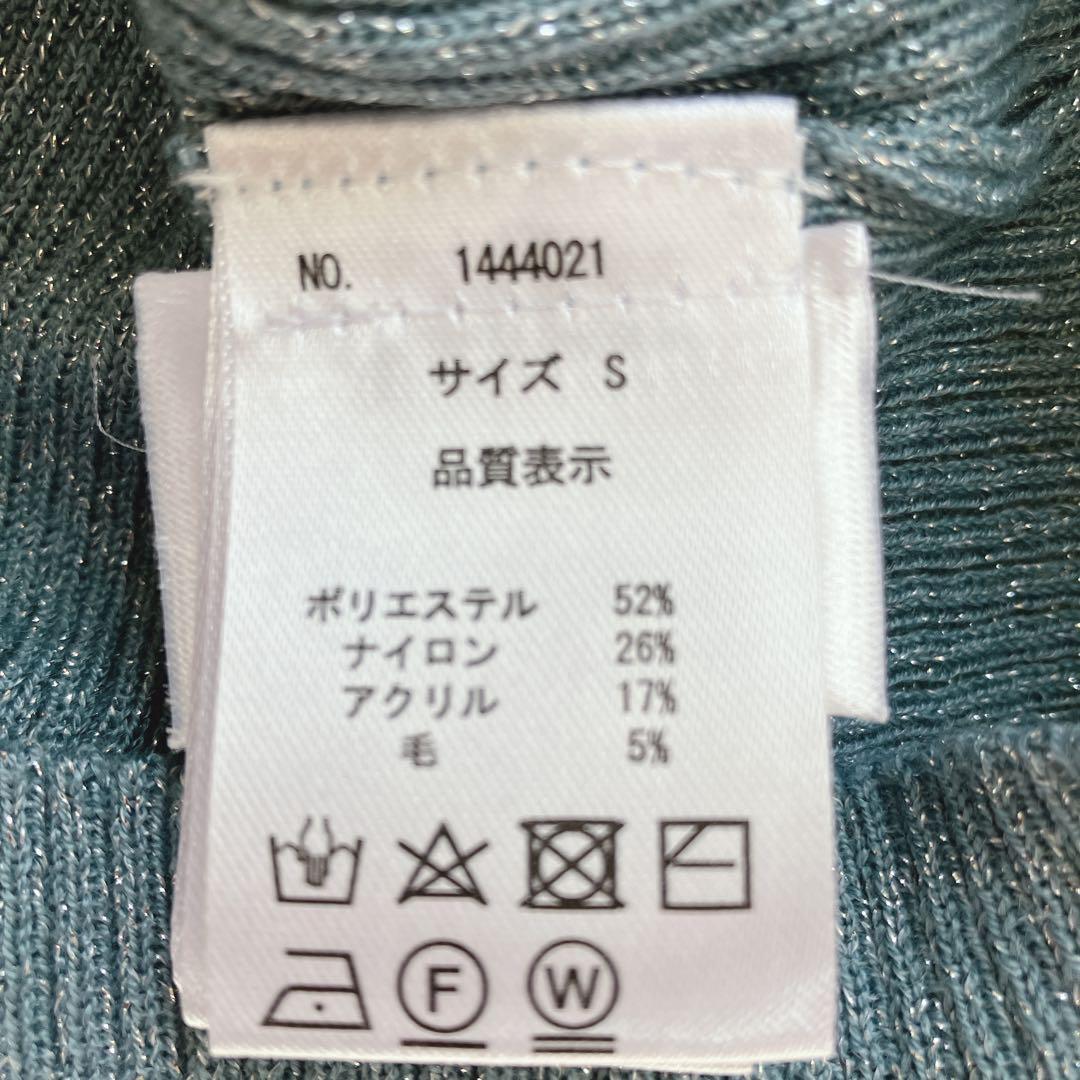 NO. 1444021
サイズ S
品質表示
ポリエステル 52%
ナイロン 26%
アクリル 17%
毛 5%
F W